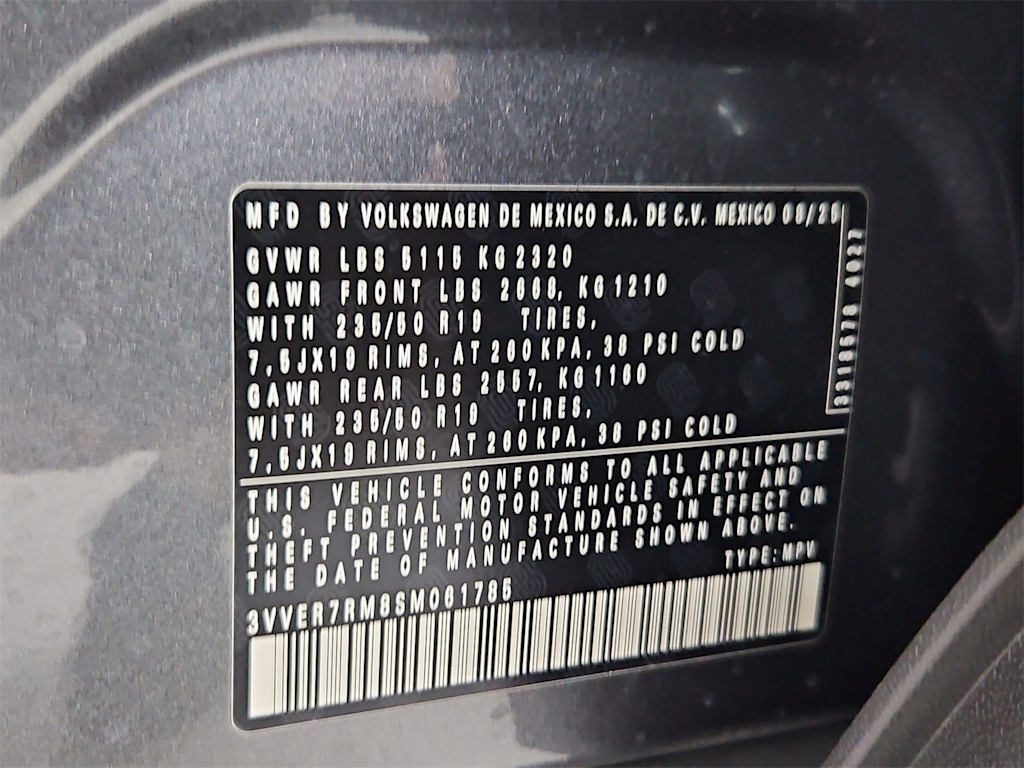 MFD BY VOLKSWAGEN DE MEXICO S.A. DE C.V. MEXICO
GVWR LBS 5115 KG 2320
GAWR FRONT LBS 2668, KG 1210
WITH 235/50 R19 TIRES,
7,5JX19 RIMS, AT 260 KPA, 38 PSI COLD
GAWR REAR LBS 2557, KG 1160
WITH 235/50 R19 TIRES,
7,5JX19 RIMS, AT 260 KPA, 38 PSI COLD
THIS VEHICLE CONFORMS TO ALL APPLICABLE
U.S. FEDERAL MOTOR VEHICLE SAFETY AND
THEFT PREVENTION STANDARDS IN EFFECT ON
THE DATE OF MANUFACTURE SHOWN ABOVE.
TYPE: MPV
3VVER7RM8SM061785